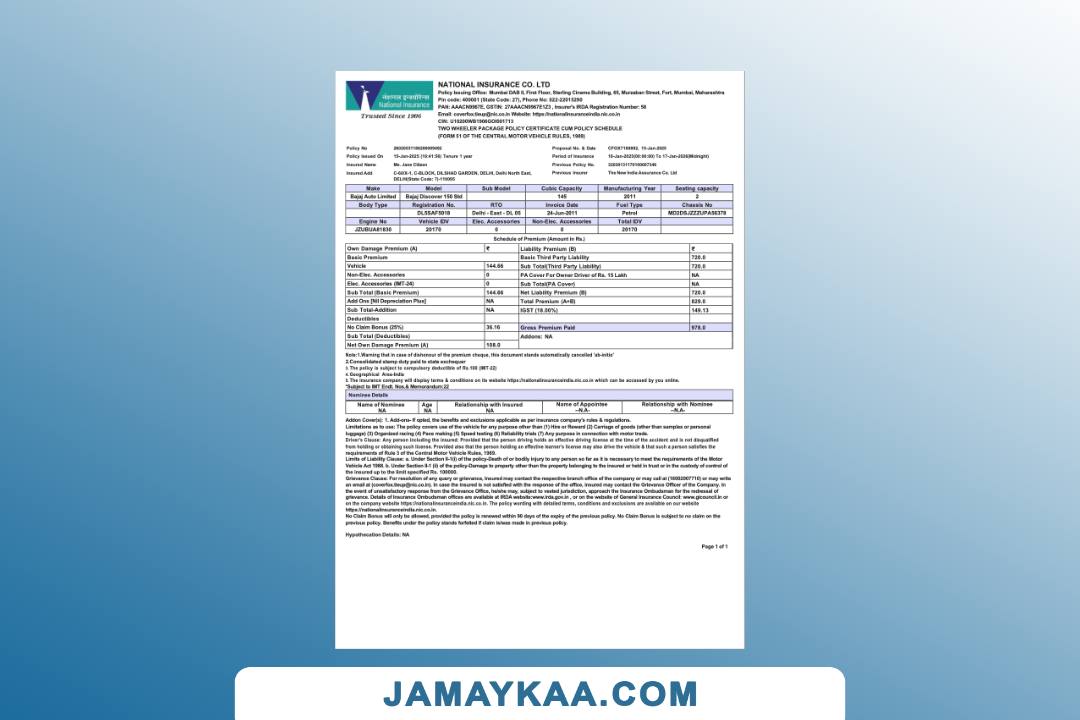 नेशनल इन्श्योरेन्स
National Insurance
Trusted Since 1906
NATIONAL INSURANCE CO. LTD
Policy Issuing Office: Mumbai DAB II, First Floor, Sterling Cinema Building, 65, Murzban Street, Fort, Mumbai, Maharashtra
Pin code: 400001 (State Code: 27), Phone No: 022-22015290
PAN: AAACN9967E, GSTIN: Insurer's IRDA Registration Number: 58
Email: coverfox.tieup@nic.co.in Website: https://nationalinsuranceindia.nic.co.in
CIN:
TWO WHEELER PACKAGE POLICY CERTIFICATE CUM POLICY SCHEDULE
(FORM 51 OF THE CENTRAL MOTOR VEHICLE RULES, 1989)
Policy No Proposal No. & Date 15-Jan-2025
Policy Issued On 15-Jan-2025 Tenure 1 year Period of Insurance
Insured Name Ms. Jane Previous Policy No.
Insured Add C-BLOCK, DILSHAD GARDEN, DELHI, Delhi North East, Previous Insurer The New India Assurance Co. Ltd
DELHI(State Code: 7)
Make Model Sub Model Cubic Capacity Manufacturing Year Seating capacity
Bajaj Auto Limited Bajaj Discover 150 Std 145 2011 2
Body Type Registration No. RTO Invoice Date Fuel Type Chassis No
DL5SAF5018 Delhi - East - DL 05 24-Jun-2011 Petrol
Engine No Vehicle IDV Elec. Accessories Non-Elec. Accessories Total IDV
JZUBUA81830 20170 0 0 20170
Schedule of Premium (Amount in Rs.)
Own Damage Premium (A) ₹ Liability Premium (B) ₹
Basic Premium Basic Third Party Liability 720.0
Vehicle 144.66 Sub Total(Third Party Liability) 720.0
Non-Elec. Accessories 0 PA Cover For Owner Driver of Rs. 15 Lakh NA
Elec. Accessories (IMT-24) 0 Sub Total(PA Cover) NA
Sub Total (Basic Premium) 144.66 Net Liability Premium (B) 720.0
Add One [Nil Depreciation Plus] NA Total Premium (A+B) 829.0
Sub Total-Addition NA IGST (18.00%) 149.13
Deductibles
No Claim Bonus (25%) 36.16 Gross Premium Paid 978.0
Sub Total (Deductibles) Addons: NA
Net Own Damage Premium (A) 108.0
Note:1.Warning that in case of dishonour of the premium cheque, this document stands automatically cancelled 'ab-initio'
2.Consolidated stamp duty paid to state exchequer
3. The policy is subject to compulsory deductible of Rs.100 (IMT-22)
4.Geographical Area-India
5.The insurance company will display terms & conditions on its website https://nationalinsuranceindia.nic.co.in which can be accessed by you online.
*Subject to IMT Endt. Nos.& Memorandum:22
Nominee Details
Name of Nominee Age Relationship with Insured Name of Appointee Relationship with Nominee
NA NA NA –N.A.– –N.A.–
Addon Cover(s): 1. Add-ons- If opted, the benefits and exclusions applicable as per insurance company's rules & regulations.
Limitations as to use: The policy covers use of the vehicle for any purpose other than (1) Hire or Reward (2) Carriage of goods (other than samples or personal
luggage) (3) Organized racing (4) Pace making (5) Speed testing (6) Reliability trials (7) Any purpose in connection with motor trade.
Driver's Clause: Any person including the insured: Provided that the person driving holds an effective driving license at the time of the accident and is not disqualified
from holding or obtaining such license. Provided also that the person holding an effective learner's license may also drive the vehicle & that such a person satisfies the
requirements of Rule 3 of the Central Motor Vehicle Rules, 1989.
Limits of Liability Clause: a. Under Section II-1(i) of the policy-Death of or bodily injury to any person so far as it is necessary to meet the requirements of the Motor
Vehicle Act 1988. b. Under Section II-1 (ii) of the policy-Damage to property other than the property belonging to the insured or held in trust or in the custody of control of
the insured up to the limit specified Rs. 100000.
Grievance Clause: For resolution of any query or grievance, Insured may contact the respective branch office of the company or may call at (18002007710) or may write
an email at (coverfox.tieup@nic.co.in). In case the insured is not satisfied with the response of the office, insured may contact the Grievance Officer of the Company. In
the event of unsatisfactory response from the Grievance Office, he/she may, subject to vested jurisdiction, approach the Insurance Ombudsman for the redressal of
grievance. Details of Insurance Ombudsman offices are available at IRDA website:www.irda.gov.in , or on the website of General Insurance Council: www.gicouncil.in or
on the company website https://nationalinsuranceindia.nic.co.in. The policy wording with detailed terms, conditions and exclusions are available on our website
https://nationalinsuranceindia.nic.co.in.
No Claim Bonus will only be allowed, provided the policy is renewed within 90 days of the expiry of the previous policy. No Claim Bonus is subject to no claim on the
previous policy. Benefits under the policy stands forfeited if claim is/was made in previous policy.
Hypothecation Details: NA
Page 1 of 1
JAMAYKAA.COM